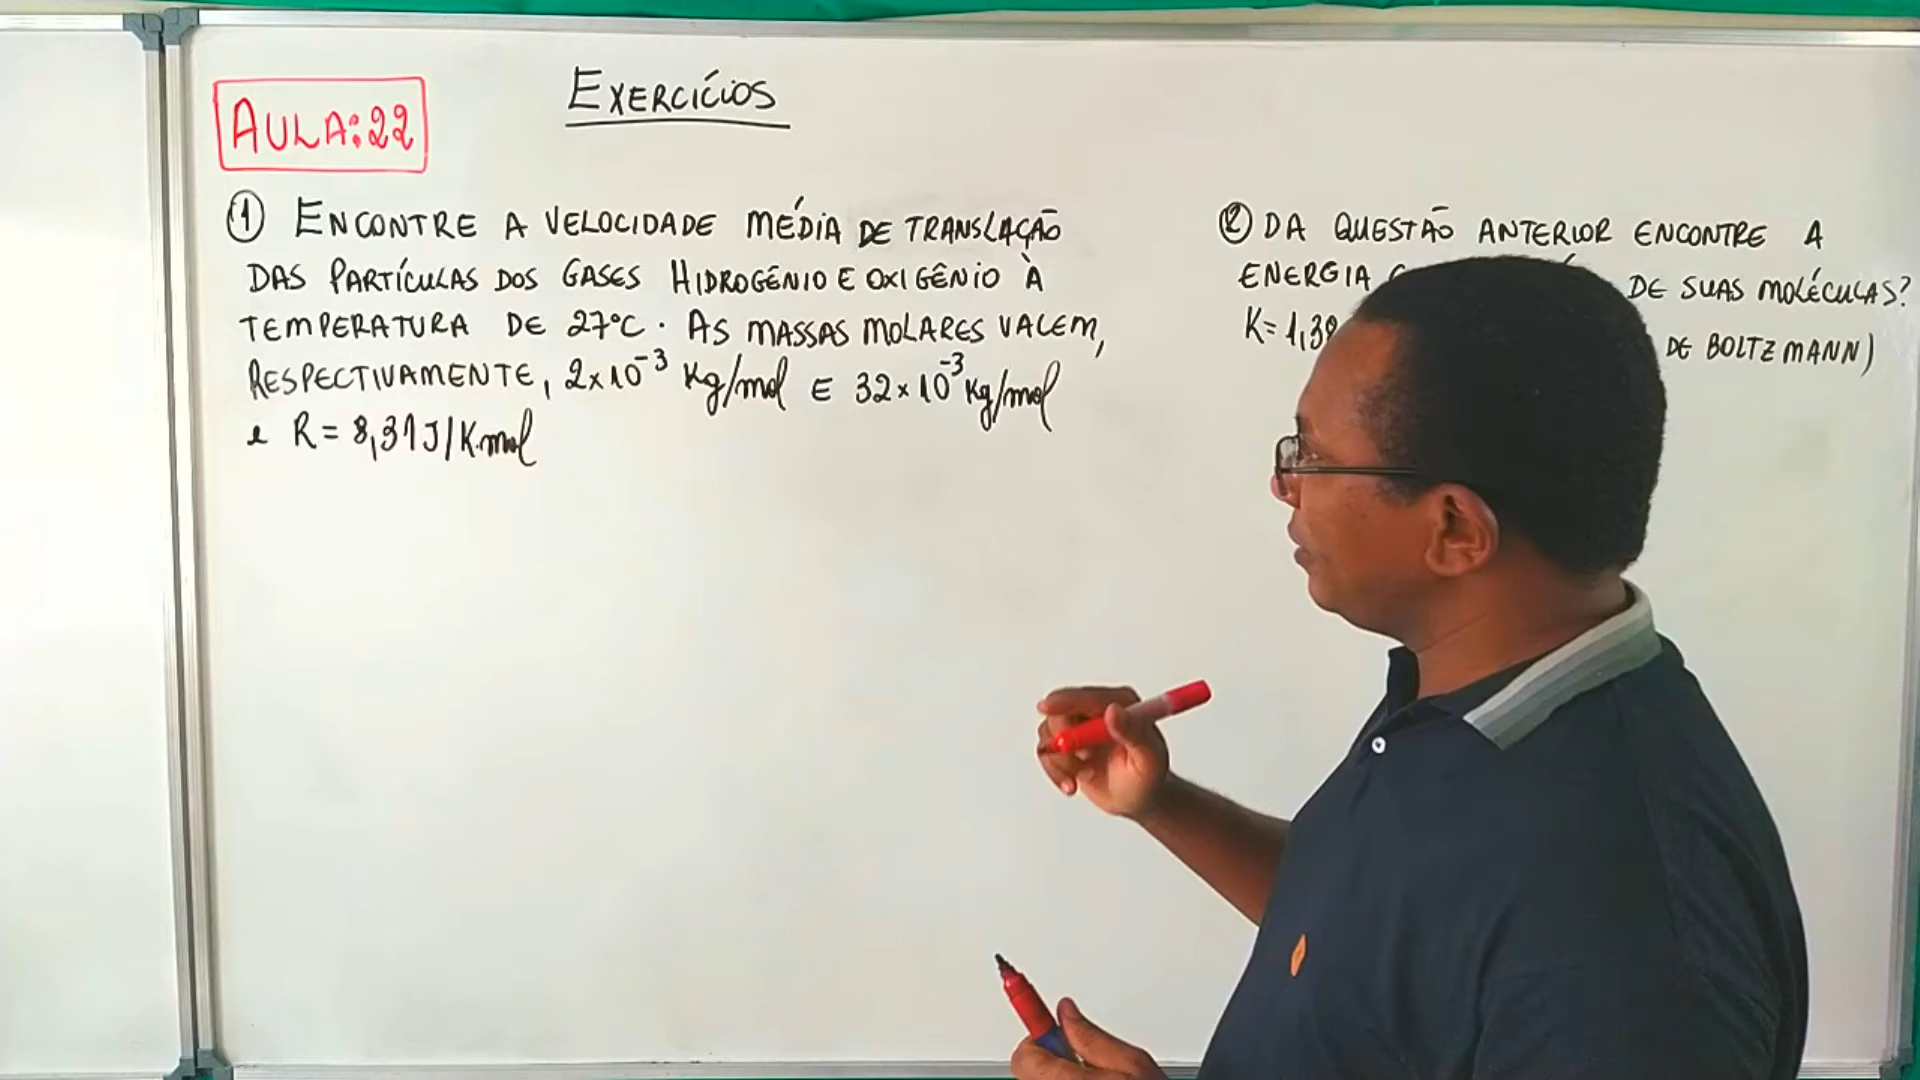 AULA:22
EXERCÍCIOS
① ENCONTRE A VELOCIDADE MÉDIA DE TRANSLAÇÃO
DAS PARTÍCULAS DOS GASES HIDROGÊNIO E OXIGÊNIO À
TEMPERATURA DE 27°C. AS MASSAS MOLARES VALEM,
RESPECTIVAMENTE, 2×10⁻³ Kg/mol E 32×10⁻³ Kg/mol
e R = 8,31J/K.mol
② DA QUESTÃO ANTERIOR ENCONTRE A
ENERGIA DE SUAS MOLÉCULAS?
K= 1,38 DE BOLTZMANN)